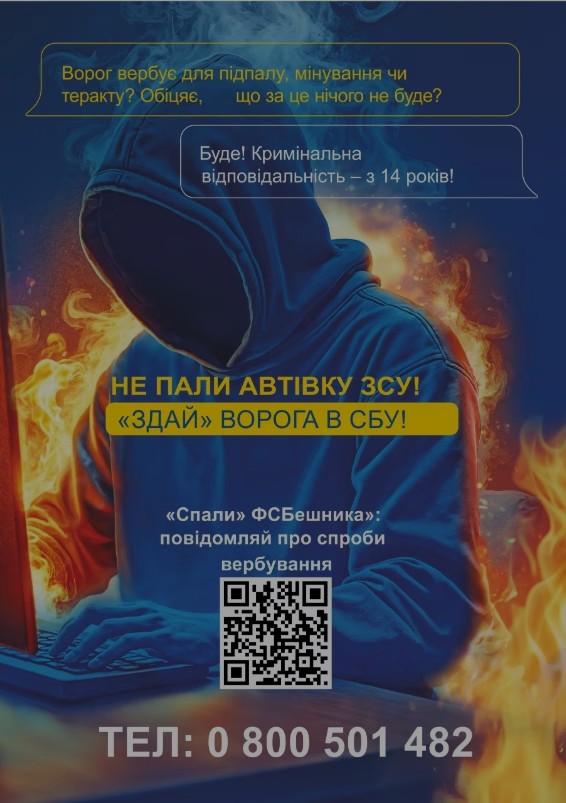 Ворог вербує для підпалу, мінування чи
теракту? Обіцяє, що за це нічого не буде?
Буде! Кримінальна
відповідальність – з 14 років!
НЕ ПАЛИ АВТІВКУ ЗСУ!
«ЗДАЙ» ВОРОГА В СБУ!
«Спали» ФСБешника»:
повідомляй про спроби
вербування
ТЕЛ: 0 800 501 482